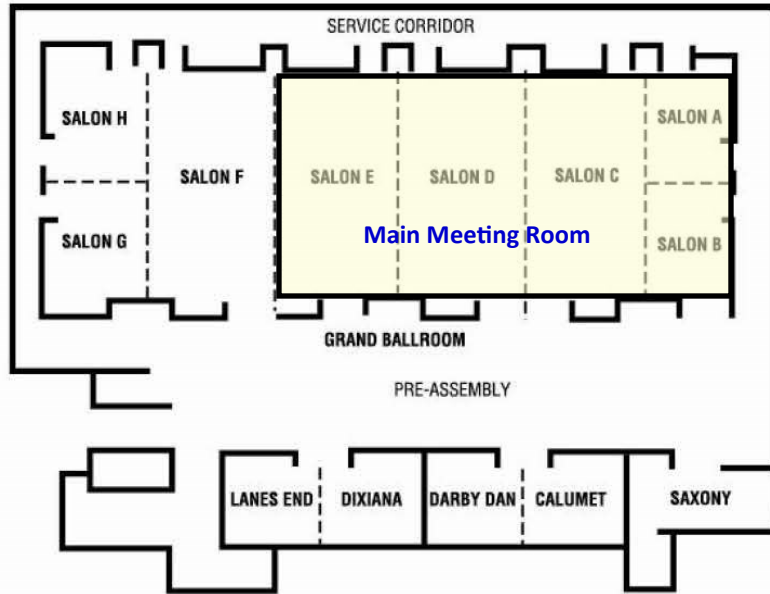 SERVICE CORRIDOR
SALON H
SALON A
SALON F
SALON E
SALON D
SALON C
SALON G
Main Meeting Room
SALON B
GRAND BALLROOM
PRE-ASSEMBLY
LANES END
DIXIANA
DARBY DAN
CALUMET
SAXONY